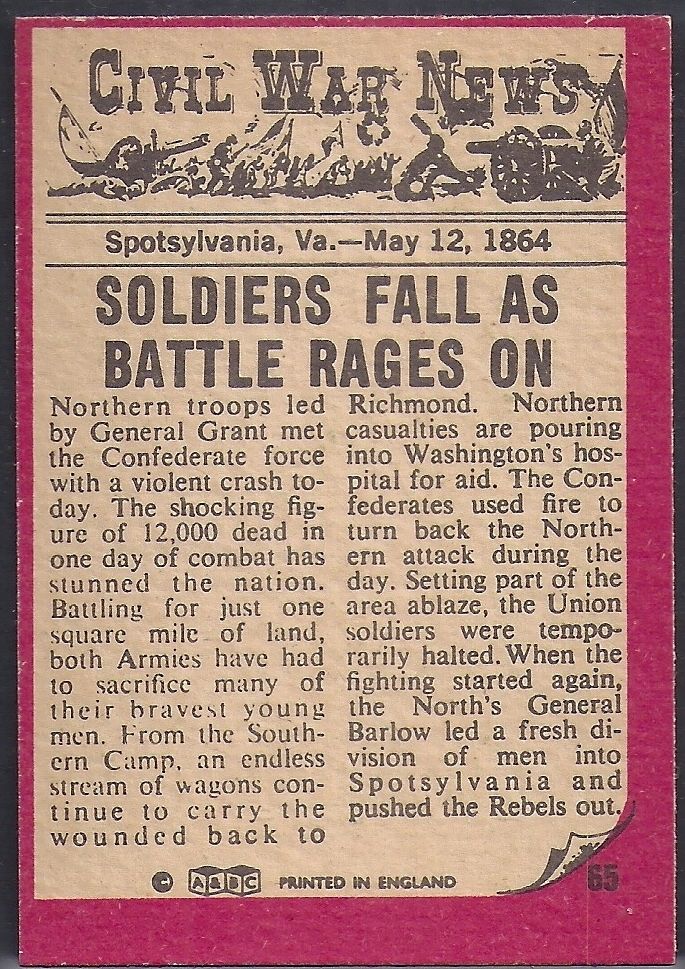 CIVIL WAR NEWS
Spotsylvania, Va.—May 12, 1864
SOLDIERS FALL AS
BATTLE RAGES ON
Northern troops led
by General Grant met
the Confederate force
with a violent crash to-
day. The shocking fig-
ure of 12,000 dead in
one day of combat has
stunned the nation.
Battling for just one
square mile of land,
both Armies have had
to sacrifice many of
their bravest young
men. From the South-
ern Camp, an endless
stream of wagons con-
tinue to carry the
wounded back to
Richmond. Northern
casualties are pouring
into Washington's hos-
pital for aid. The Con-
federates used fire to
turn back the North-
ern attack during the
day. Setting part of the
area ablaze, the Union
soldiers were tempo-
rarily halted. When the
fighting started again,
the North's General
Barlow led a fresh di-
vision of men into
Spotsylvania and
pushed the Rebels out.
© A&BC PRINTED IN ENGLAND
65